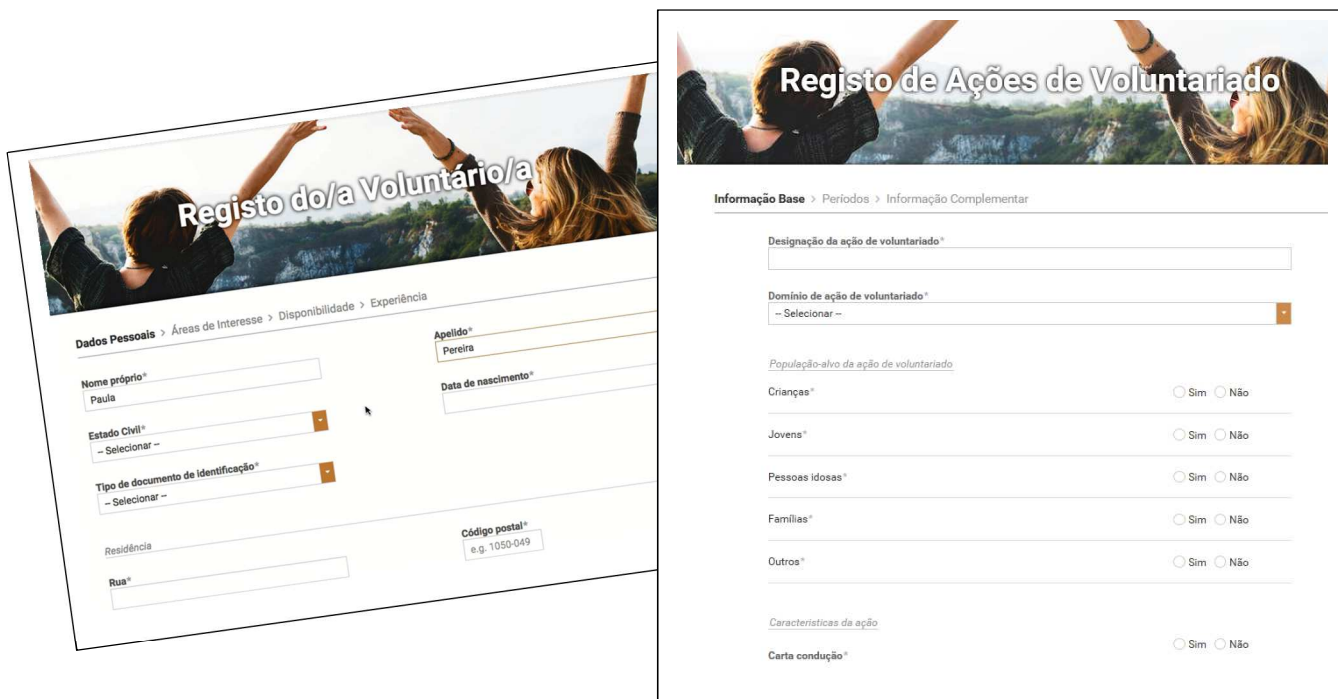 Registo do/a Voluntário/a
Dados Pessoais > Áreas de Interesse > Disponibilidade > Experiência
Nome próprio*
Paula
Apelido*
Pereira
Estado Civil*
-- Selecionar --
Data de nascimento*
Tipo de documento de identificação*
-- Selecionar --
Residência
Rua*
Código postal*
e.g. 1050-049
Registo de Ações de Voluntariado
Informação Base > Períodos > Informação Complementar
Designação da ação de voluntariado*
Domínio de ação de voluntariado*
-- Selecionar --
População-alvo da ação de voluntariado
Crianças* Sim Não
Jovens* Sim Não
Pessoas idosas* Sim Não
Famílias* Sim Não
Outros* Sim Não
Caracteristicas da ação
Carta condução* Sim Não